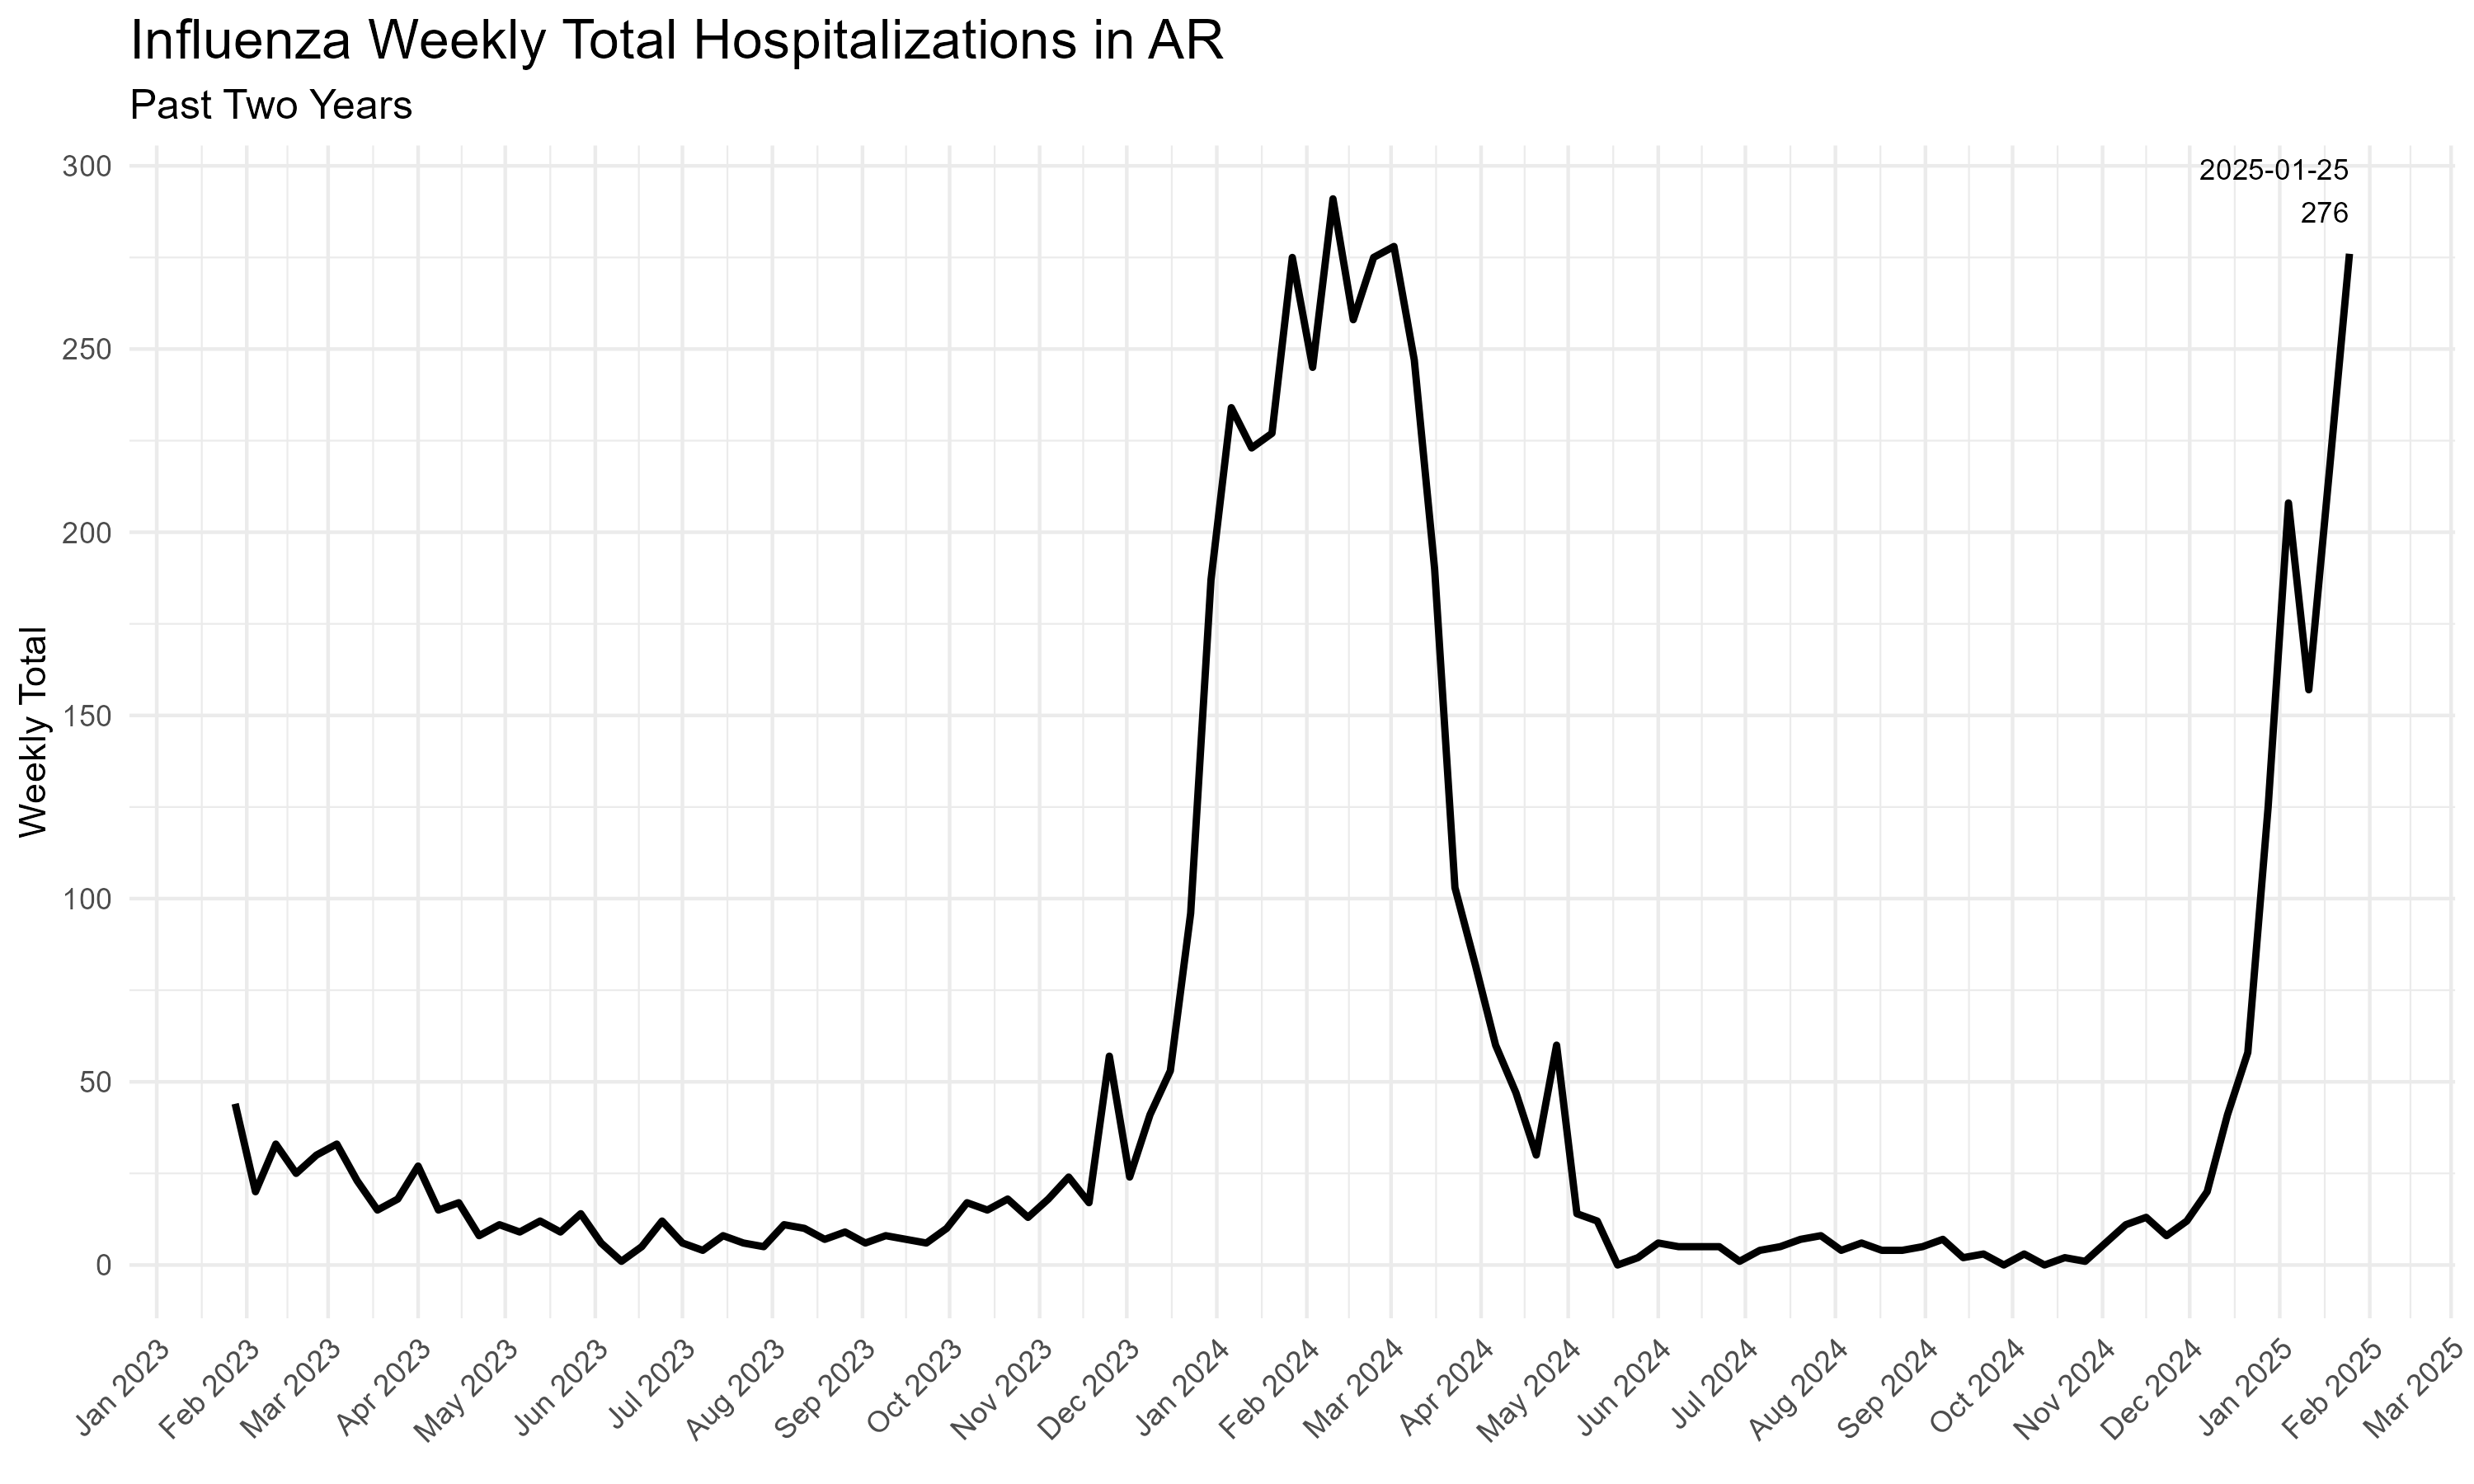 Influenza Weekly Total Hospitalizations in AR
Past Two Years
2025-01-25
276
Weekly Total
300
250
200
150
100
50
0
Jan 2023
Feb 2023
Mar 2023
Apr 2023
May 2023
Jun 2023
Jul 2023
Aug 2023
Sep 2023
Oct 2023
Nov 2023
Dec 2023
Jan 2024
Feb 2024
Mar 2024
Apr 2024
May 2024
Jun 2024
Jul 2024
Aug 2024
Sep 2024
Oct 2024
Nov 2024
Dec 2024
Jan 2025
Feb 2025
Mar 2025